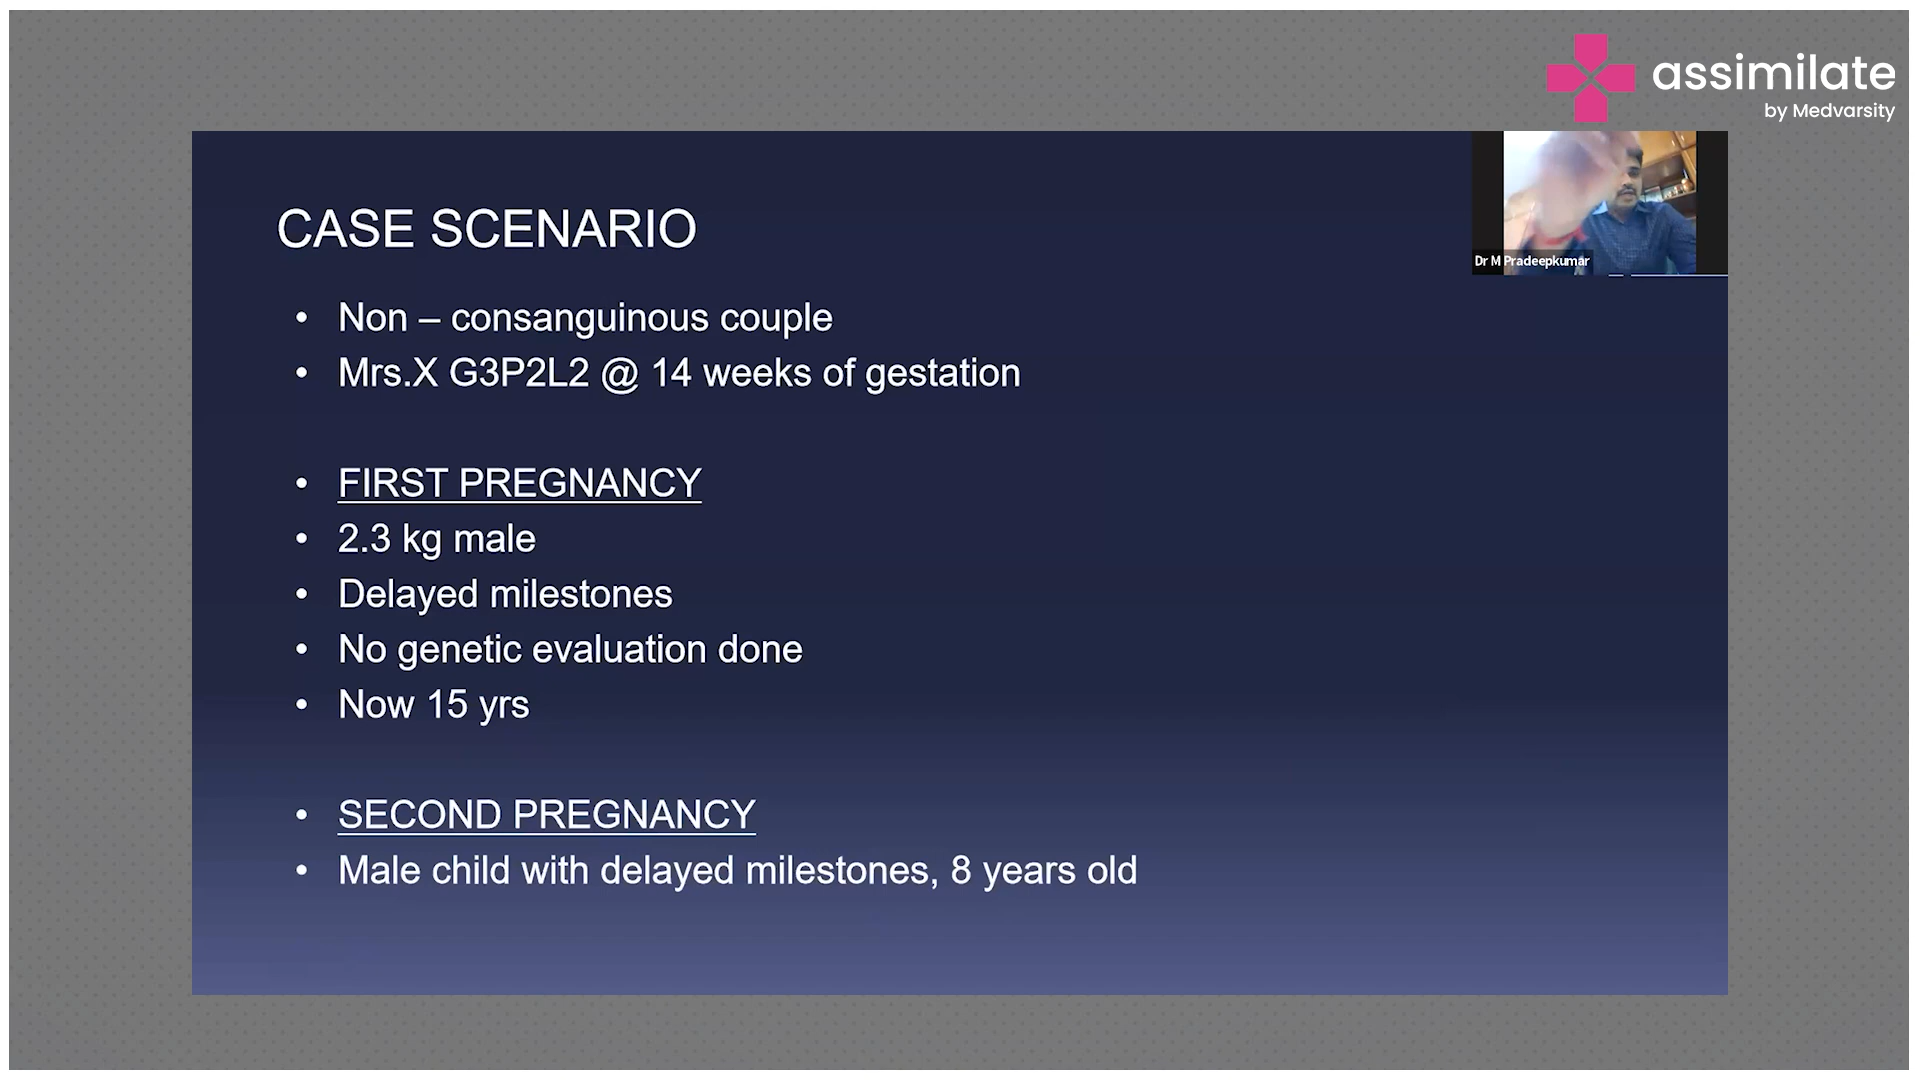 assimilate
by Medvarsity
Dr M Pradeepkumar
CASE SCENARIO
• Non – consanguinous couple
• Mrs.X G3P2L2 @ 14 weeks of gestation
• FIRST PREGNANCY
• 2.3 kg male
• Delayed milestones
• No genetic evaluation done
• Now 15 yrs
• SECOND PREGNANCY
• Male child with delayed milestones, 8 years old